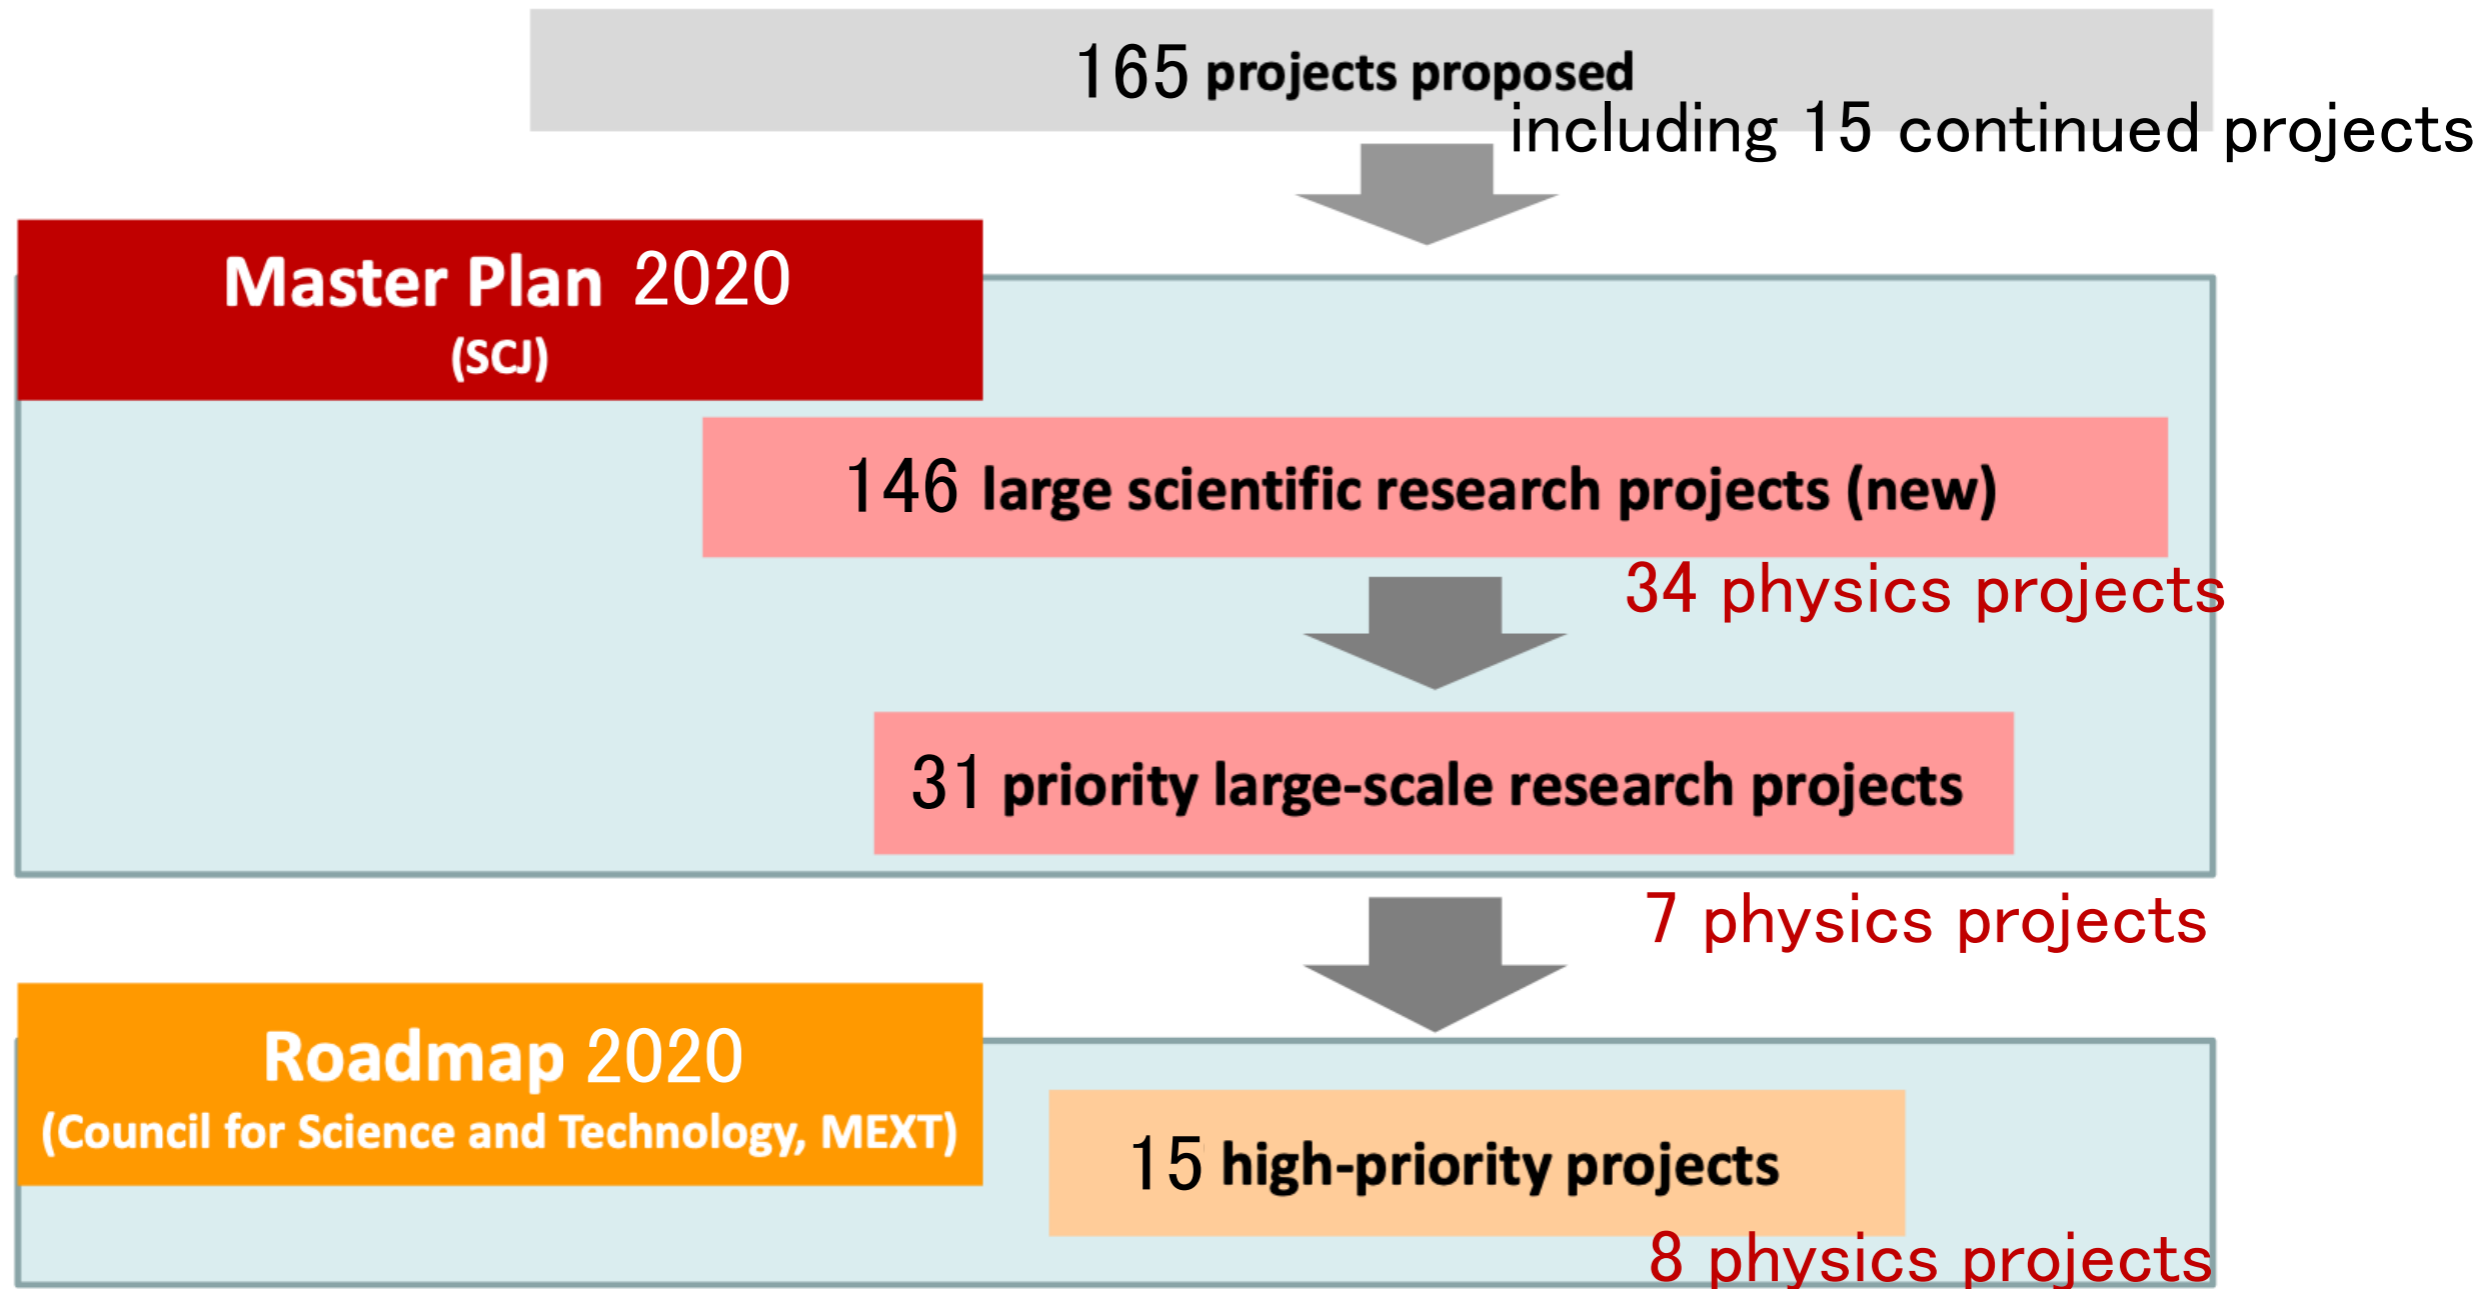 165 projects proposed
including 15 continued projects
Master Plan 2020
(SCJ)
146 large scientific research projects (new)
34 physics projects
31 priority large-scale research projects
7 physics projects
Roadmap 2020
(Council for Science and Technology, MEXT)
15 high-priority projects
8 physics projects